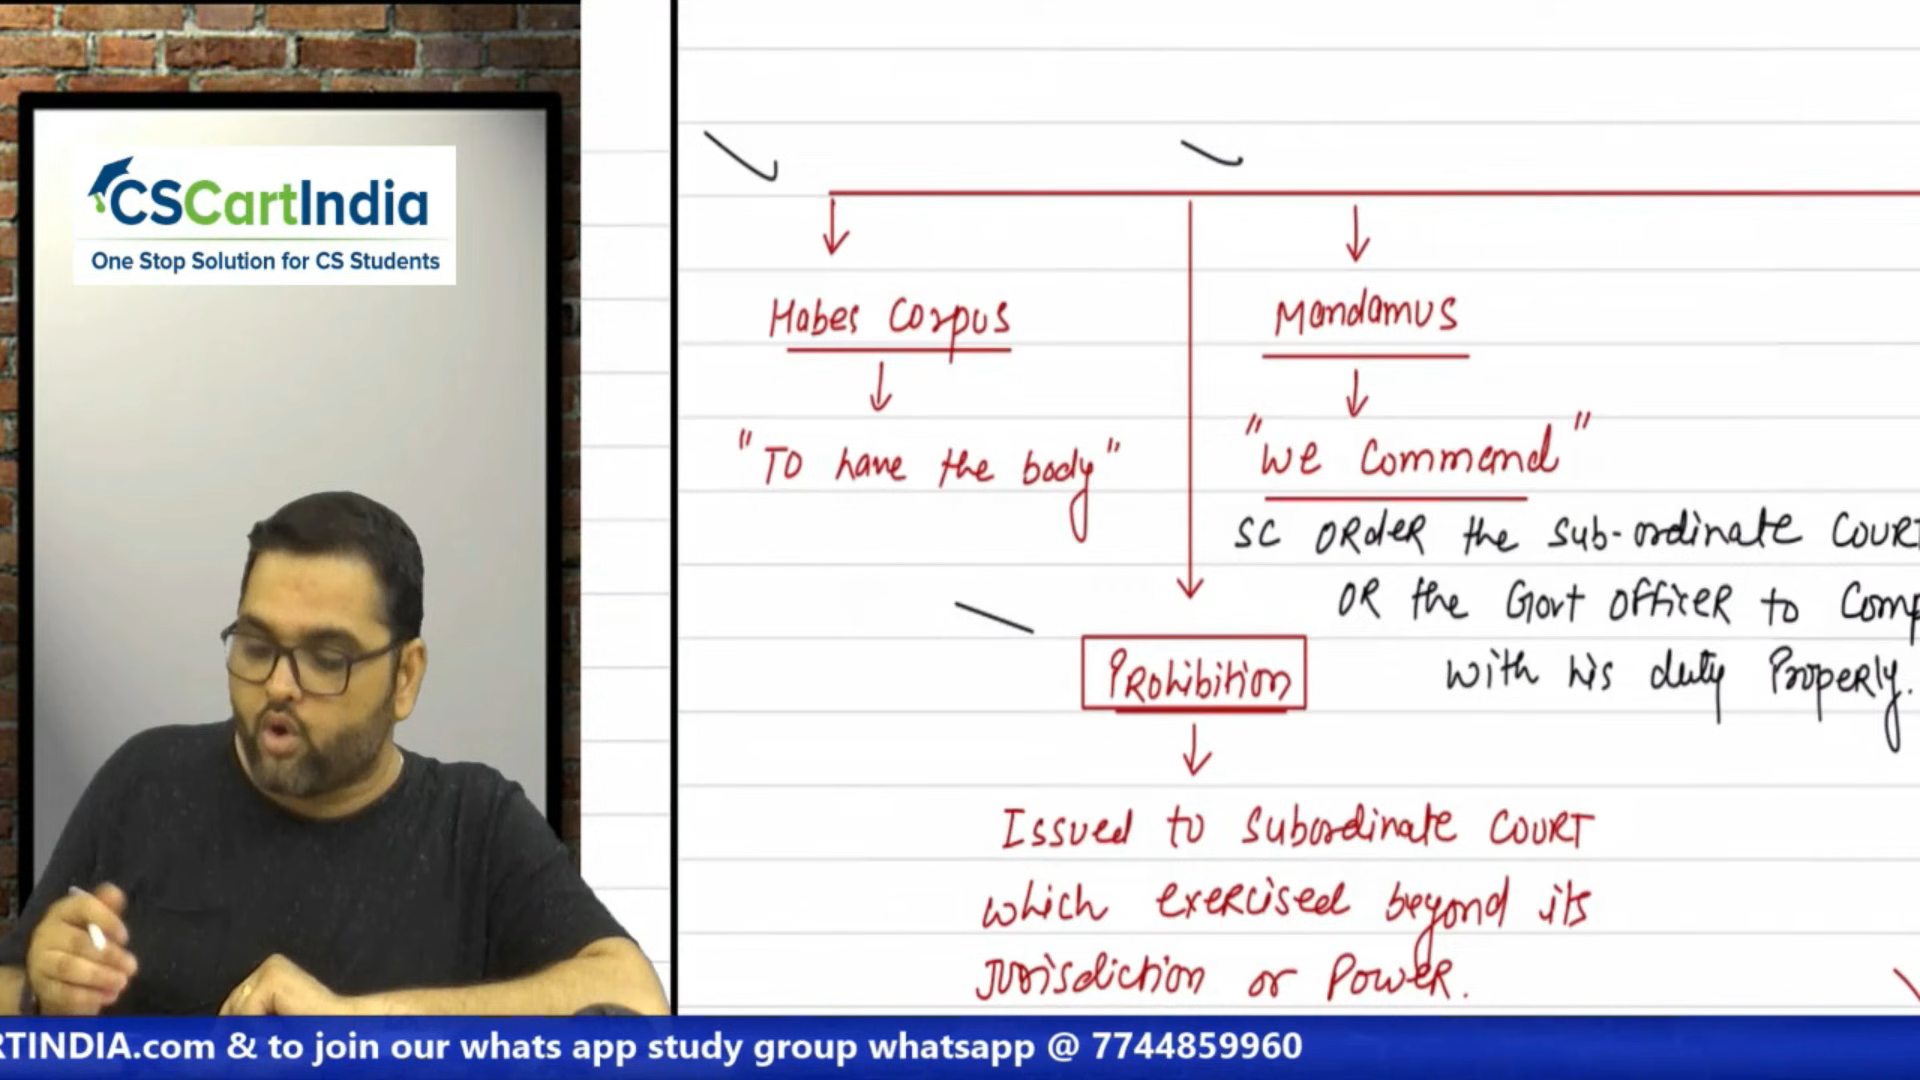 CSCartIndia
One Stop Solution for CS Students
Habes Corpus
Mandamus
"To have the body"
"We Command"
SC ORdER the Sub-ordinate COURT
OR the Govt OfficER to Comp
with his duty Properly.
PRohibition
Issued to Subordinate COURT
which exercised beyond its
Jurisdiction or PowER.
RTINDIA.com & to join our whats app study group whatsapp @ 7744859960